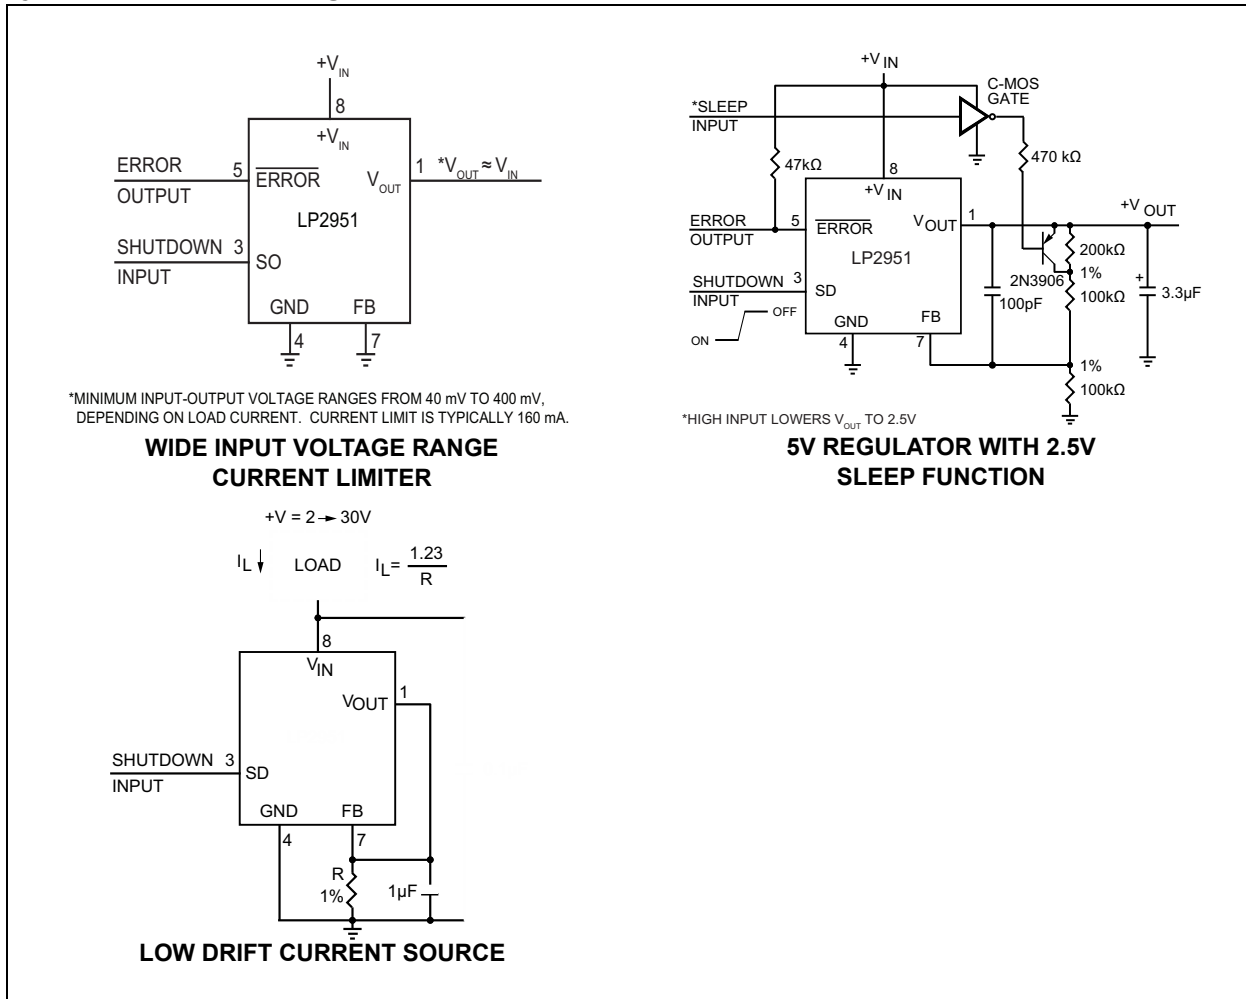 +VIN
8
+VIN
ERROR
OUTPUT
5
ERROR
VOUT
1
*VOUT ≈ VIN
LP2951
SHUTDOWN
INPUT
3
SO
GND
FB
4
7
*MINIMUM INPUT-OUTPUT VOLTAGE RANGES FROM 40 mV TO 400 mV,
DEPENDING ON LOAD CURRENT. CURRENT LIMIT IS TYPICALLY 160 mA.
WIDE INPUT VOLTAGE RANGE
CURRENT LIMITER
+V IN
C-MOS
GATE
*SLEEP
INPUT
470 kΩ
47kΩ
8
+V IN
ERROR
OUTPUT
5
ERROR
VOUT
1
+V OUT
LP2951
200kΩ
2N3906
1%
100kΩ
100pF
+
3.3µF
SHUTDOWN
INPUT
3
SD
OFF
ON
GND
FB
4
7
1%
100kΩ
*HIGH INPUT LOWERS VOUT TO 2.5V
5V REGULATOR WITH 2.5V
SLEEP FUNCTION
+V = 2 → 30V
IL ↓ LOAD IL = 1.23
R
8
VIN
VOUT
1
SHUTDOWN
INPUT
3
SD
GND
FB
4
7
R
1%
1µF
LOW DRIFT CURRENT SOURCE